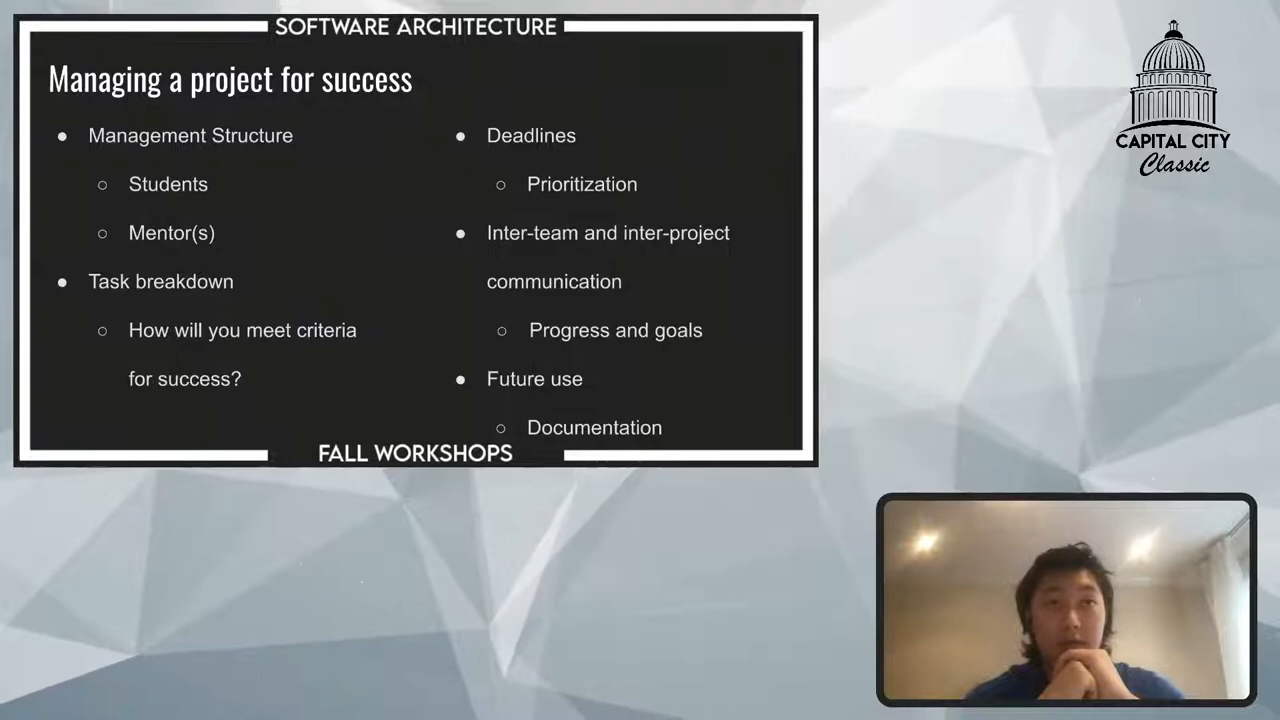 SOFTWARE ARCHITECTURE
Managing a project for success
● Management Structure
○ Students
○ Mentor(s)
● Task breakdown
○ How will you meet criteria
for success?
● Deadlines
○ Prioritization
● Inter-team and inter-project
communication
○ Progress and goals
● Future use
○ Documentation
FALL WORKSHOPS
CAPITAL CITY
Classic